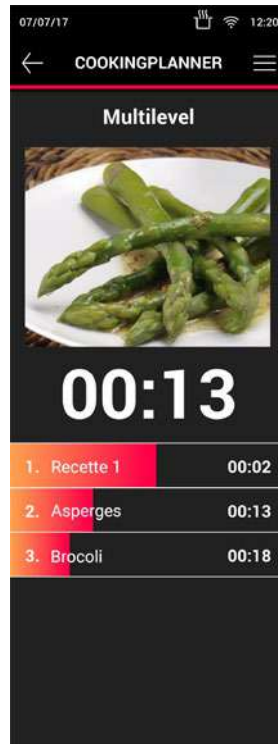 07/07/17 12:20
COOKINGPLANNER
Multilevel
00:13
1. Recette 1 00:02
2. Asperges 00:13
3. Brocoli 00:18